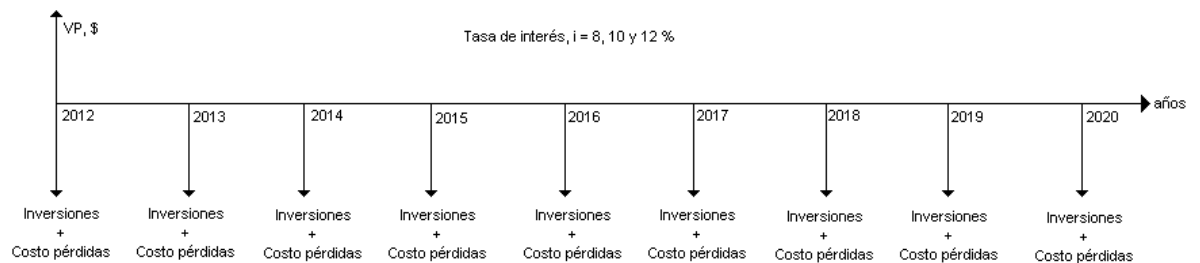 VP, $
Tasa de interés, i = 8, 10 y 12 %
años
2012 2013 2014 2015 2016 2017 2018 2019 2020
Inversiones Inversiones Inversiones Inversiones Inversiones Inversiones Inversiones Inversiones Inversiones
+ + + + + + + + +
Costo pérdidas Costo pérdidas Costo pérdidas Costo pérdidas Costo pérdidas Costo pérdidas Costo pérdidas Costo pérdidas Costo pérdidas